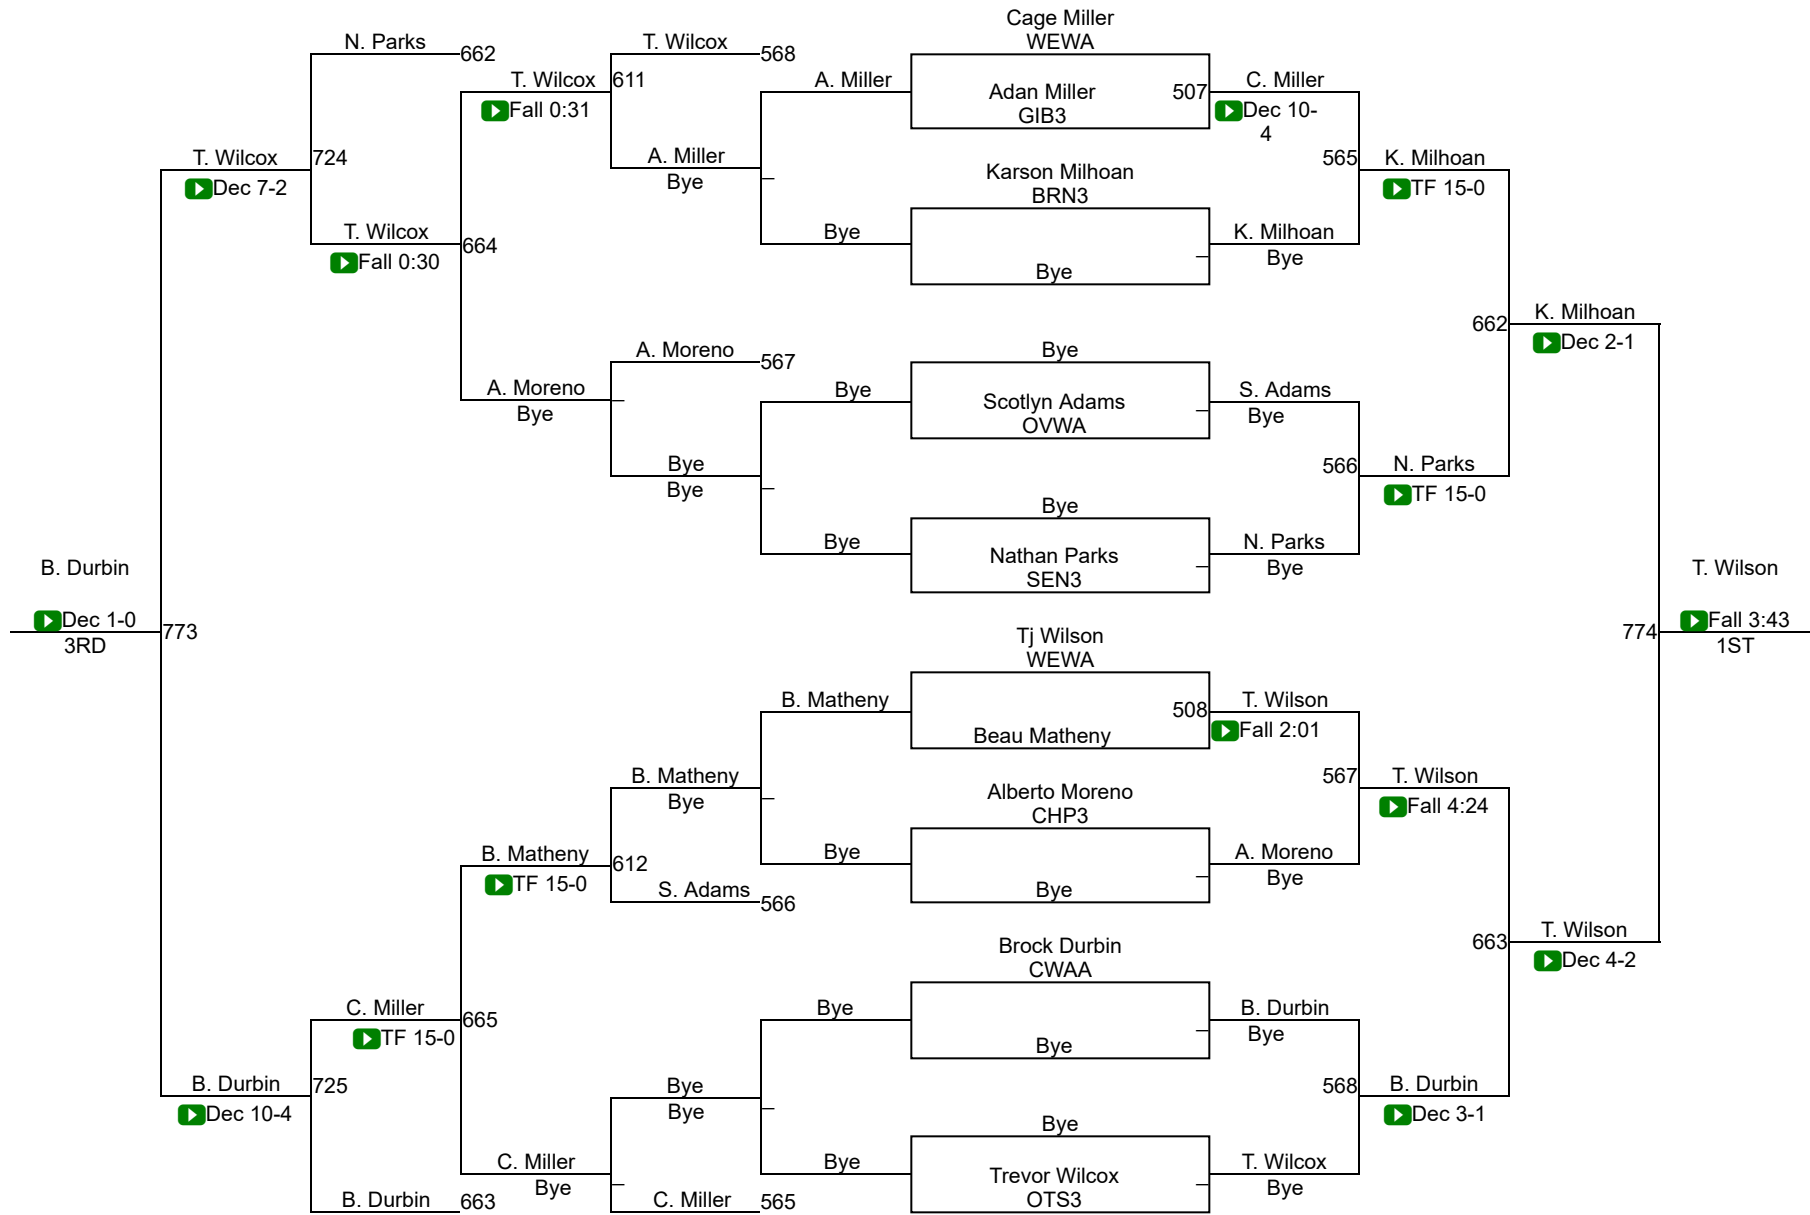 Cage Miller
WEWA
N. Parks
662
T. Wilcox
568
T. Wilcox
611
Fall 0:31
A. Miller
Adan Miller
GIB3
507
C. Miller
Dec 10-
4
T. Wilcox
724
Dec 7-2
A. Miller
Bye
Karson Milhoan
BRN3
565
K. Milhoan
TF 15-0
T. Wilcox
664
Fall 0:30
Bye
Bye
K. Milhoan
Bye
662
K. Milhoan
Dec 2-1
A. Moreno
567
Bye
A. Moreno
Bye
Bye
Scotlyn Adams
OVWA
S. Adams
Bye
Bye
Bye
566
N. Parks
TF 15-0
Bye
Bye
Nathan Parks
SEN3
N. Parks
Bye
B. Durbin
Dec 1-0
3RD
773
T. Wilson
774
Fall 3:43
1ST
Tj Wilson
WEWA
B. Matheny
508
T. Wilson
Fall 2:01
Beau Matheny
B. Matheny
Bye
567
T. Wilson
Fall 4:24
Alberto Moreno
CHP3
B. Matheny
612
TF 15-0
Bye
A. Moreno
Bye
Bye
S. Adams
566
663
T. Wilson
Dec 4-2
Brock Durbin
CWAA
C. Miller
665
TF 15-0
Bye
B. Durbin
Bye
Bye
B. Durbin
725
Dec 10-4
Bye
Bye
568
B. Durbin
Dec 3-1
Bye
C. Miller
Bye
Bye
Trevor Wilcox
OTS3
T. Wilcox
Bye
B. Durbin
663
C. Miller
565